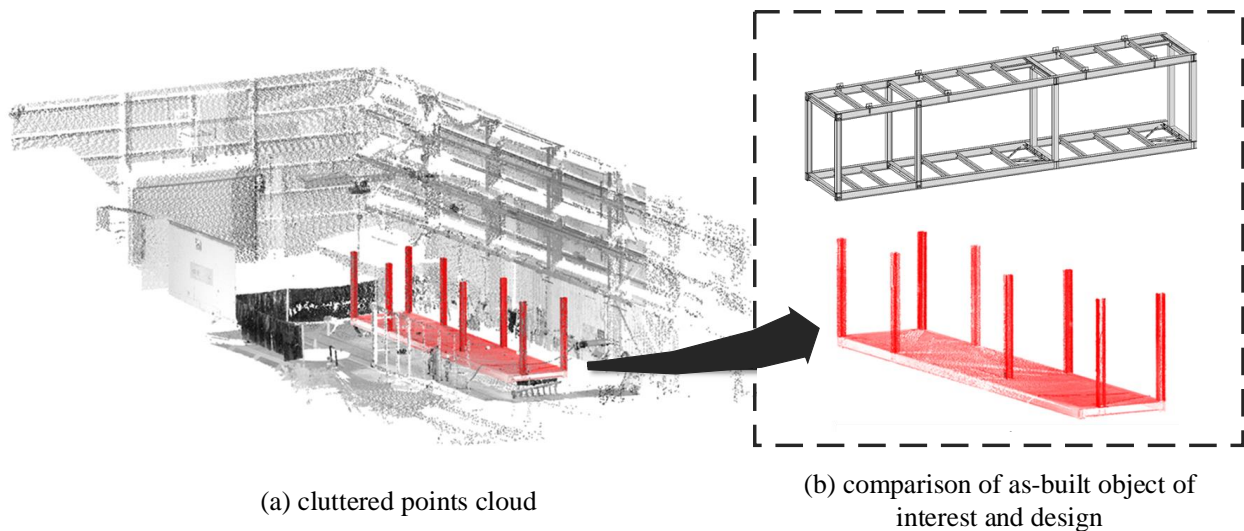 (a) cluttered points cloud
(b) comparison of as-built object of
interest and design